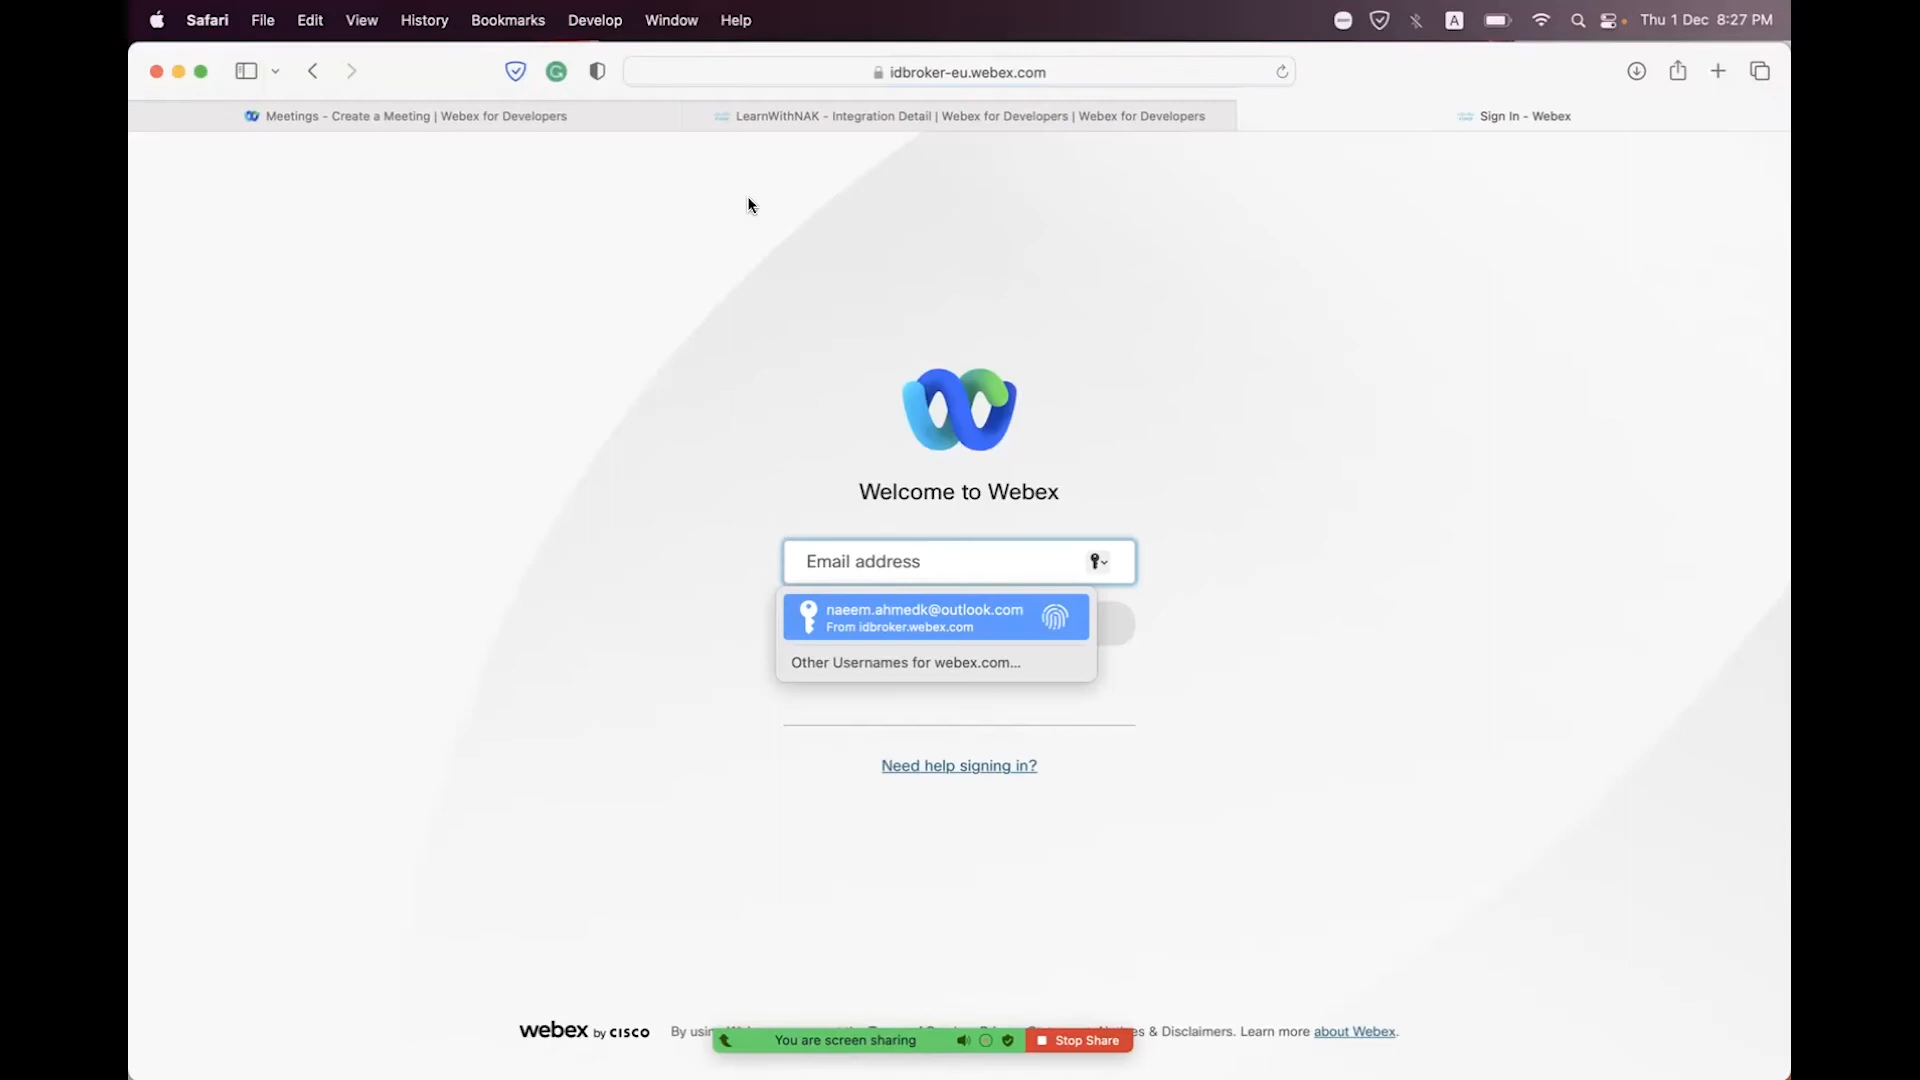 Safari File Edit View History Bookmarks Develop Window Help A Thu 1 Dec 8:27 PM
idbroker-eu.webex.com
Meetings - Create a Meeting | Webex for Developers
LearnWithNAK - Integration Detail | Webex for Developers | Webex for Developers
Sign In - Webex
Welcome to Webex
Email address
naeem.ahmedk@outlook.com
From idbroker.webex.com
Other Usernames for webex.com...
Need help signing in?
webex by CISCO
By & Disclaimers. Learn more about Webex.
You are screen sharing
Stop Share